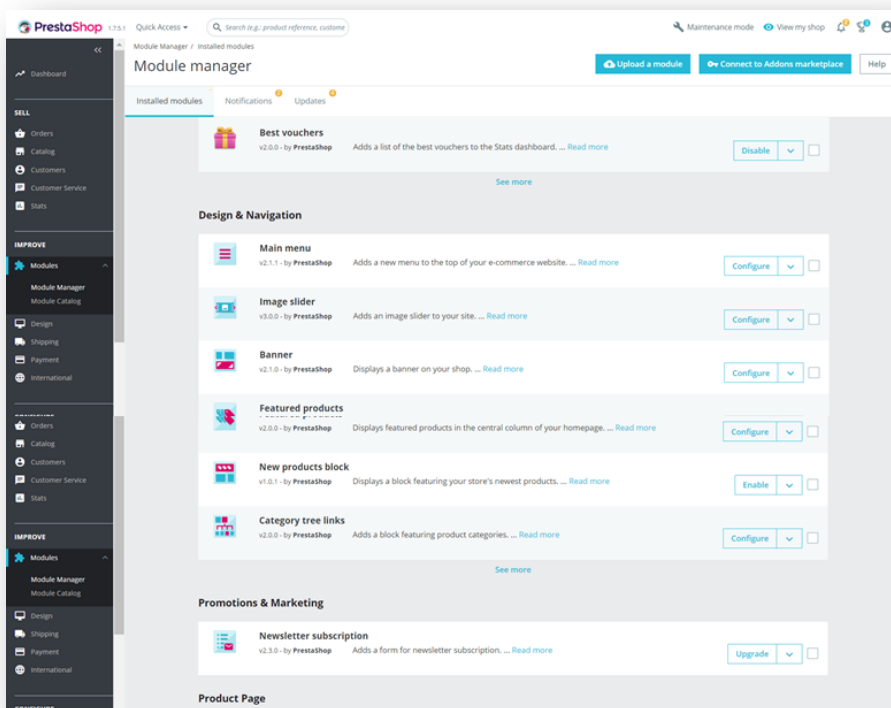 PrestaShop 1.7.5.1 Quick Access Search (e.g.: product reference, custome Maintenance mode View my shop
Module Manager / Installed modules
Module manager
Upload a module
Connect to Addons marketplace
Help
Installed modules Notifications 2 Updates 4
Dashboard
SELL
Orders
Catalog
Customers
Customer Service
Stats
IMPROVE
Modules
Module Manager
Module Catalog
Design
Shipping
Payment
International
Orders
Catalog
Customers
Customer Service
Stats
IMPROVE
Modules
Module Manager
Module Catalog
Design
Shipping
Payment
International
Best vouchers
v2.0.0 - by PrestaShop Adds a list of the best vouchers to the Stats dashboard. ... Read more
Disable
See more
Design & Navigation
Main menu
v2.1.1 - by PrestaShop Adds a new menu to the top of your e-commerce website. ... Read more
Configure
Image slider
v3.0.0 - by PrestaShop Adds an image slider to your site. ... Read more
Configure
Banner
v2.1.0 - by PrestaShop Displays a banner on your shop. ... Read more
Configure
Featured products
v2.0.0 - by PrestaShop Displays featured products in the central column of your homepage. ... Read more
Configure
New products block
v1.0.1 - by PrestaShop Displays a block featuring your store's newest products. ... Read more
Enable
Category tree links
v2.0.0 - by PrestaShop Adds a block featuring product categories. ... Read more
Configure
See more
Promotions & Marketing
Newsletter subscription
v2.3.0 - by PrestaShop Adds a form for newsletter subscription. ... Read more
Upgrade
Product Page